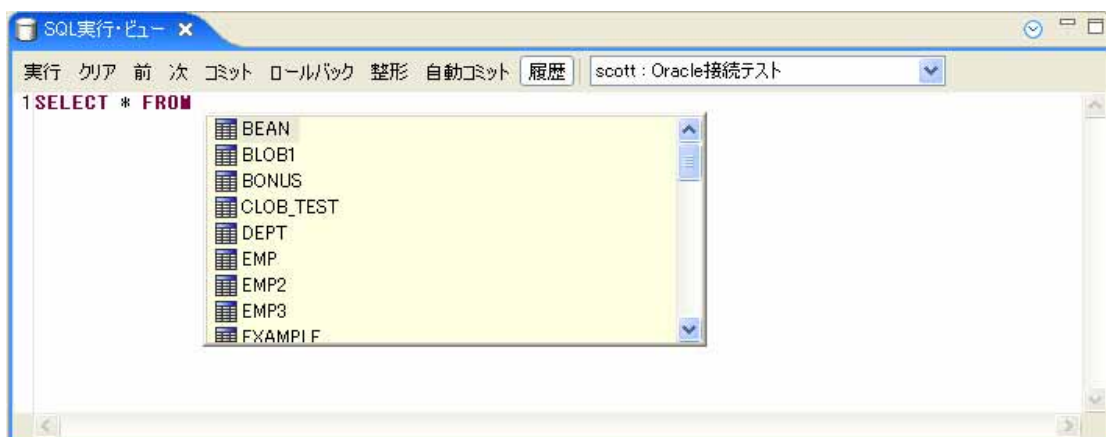 SQL実行・ビュー
実行 クリア 前 次 コミット ロールバック 整形 自動コミット 履歴 scott : Oracle接続テスト
1 SELECT * FROM
BEAN
BLOB1
BONUS
CLOB_TEST
DEPT
EMP
EMP2
EMP3
EXAMPLE